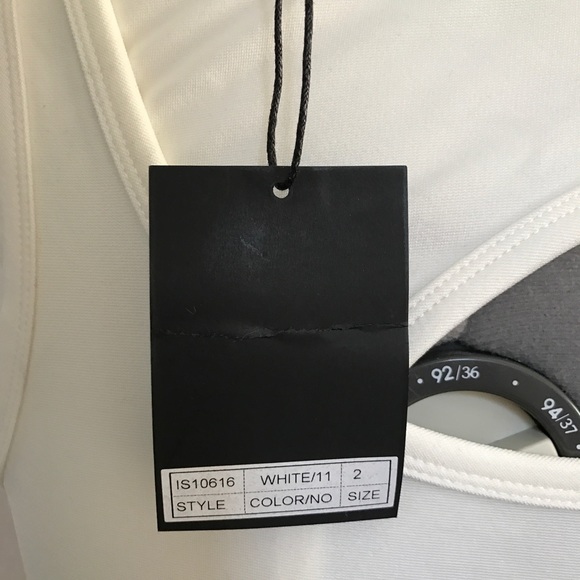 92/36
94/37
IS10616 WHITE/11 2
STYLE COLOR/NO SIZE